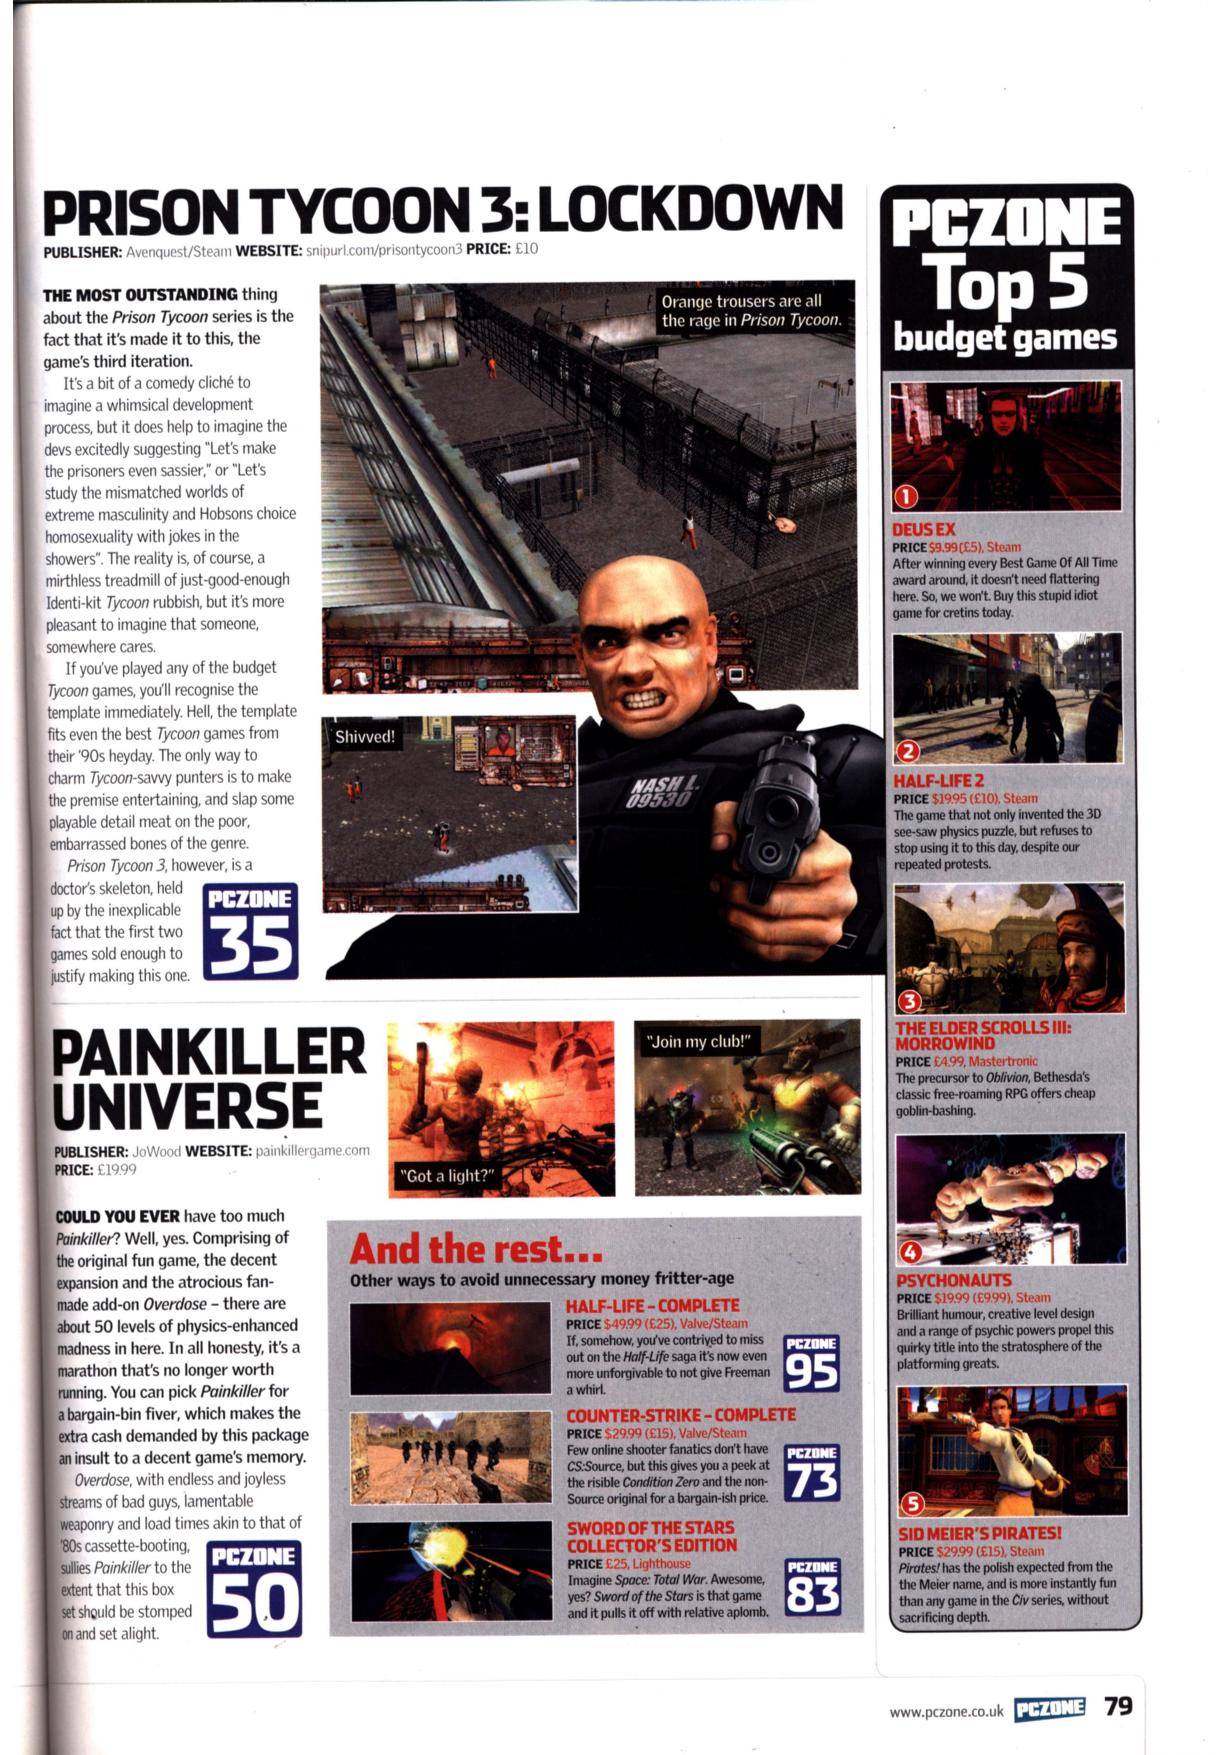 PRISON TYCOON 3: LOCKDOWN
PUBLISHER: Avenquest/Steam WEBSITE: snipurl.com/prisontycoon3 PRICE: £10
THE MOST OUTSTANDING thing
about the Prison Tycoon series is the
fact that it's made it to this, the
game's third iteration.
It's a bit of a comedy cliché to
imagine a whimsical development
process, but it does help to imagine the
devs excitedly suggesting "Let's make
the prisoners even sassier," or "Let's
study the mismatched worlds of
extreme masculinity and Hobsons choice
homosexuality with jokes in the
showers". The reality is, of course, a
mirthless treadmill of just-good-enough
Identi-kit Tycoon rubbish, but it's more
pleasant to imagine that someone,
somewhere cares.
If you've played any of the budget
Tycoon games, you'll recognise the
template immediately. Hell, the template
fits even the best Tycoon games from
their '90s heyday. The only way to
charm Tycoon-savvy punters is to make
the premise entertaining, and slap some
playable detail meat on the poor,
embarrassed bones of the genre.
Prison Tycoon 3, however, is a
doctor's skeleton, held
up by the inexplicable
fact that the first two
games sold enough to
justify making this one.
PCZONE
35
Orange trousers are all
the rage in Prison Tycoon.
Shivved!
NASH L.
09530
PAINKILLER
UNIVERSE
PUBLISHER: JoWood WEBSITE: painkillergame.com
PRICE: £19.99
"Got a light?"
"Join my club!"
COULD YOU EVER have too much
Painkiller? Well, yes. Comprising of
the original fun game, the decent
expansion and the atrocious fan-
made add-on Overdose – there are
about 50 levels of physics-enhanced
madness in here. In all honesty, it's a
marathon that's no longer worth
running. You can pick Painkiller for
a bargain-bin fiver, which makes the
extra cash demanded by this package
an insult to a decent game's memory.
Overdose, with endless and joyless
streams of bad guys, lamentable
weaponry and load times akin to that of
'80s cassette-booting,
sullies Painkiller to the
extent that this box
set should be stomped
on and set alight.
PCZONE
50
And the rest...
Other ways to avoid unnecessary money fritter-age
HALF-LIFE – COMPLETE
PRICE $49.99 (£25), Valve/Steam
If, somehow, you've contrived to miss
out on the Half-Life saga it's now even
more unforgivable to not give Freeman
a whirl.
PCZONE
95
COUNTER-STRIKE – COMPLETE
PRICE $29.99 (£15), Valve/Steam
Few online shooter fanatics don't have
CS:Source, but this gives you a peek at
the risible Condition Zero and the non-
Source original for a bargain-ish price.
PCZONE
73
SWORD OF THE STARS
COLLECTOR'S EDITION
PRICE £25, Lighthouse
Imagine Space: Total War. Awesome,
yes? Sword of the Stars is that game
and it pulls it off with relative aplomb.
PCZONE
83
PCZONE
Top 5
budget games
1
DEUS EX
PRICE $9.99 (£5), Steam
After winning every Best Game Of All Time
award around, it doesn't need flattering
here. So, we won't. Buy this stupid idiot
game for cretins today.
2
HALF-LIFE 2
PRICE $19.95 (£10), Steam
The game that not only invented the 3D
see-saw physics puzzle, but refuses to
stop using it to this day, despite our
repeated protests.
3
THE ELDER SCROLLS III:
MORROWIND
PRICE £4.99, Mastertronic
The precursor to Oblivion, Bethesda's
classic free-roaming RPG offers cheap
goblin-bashing.
4
PSYCHONAUTS
PRICE $19.99 (£9.99), Steam
Brilliant humour, creative level design
and a range of psychic powers propel this
quirky title into the stratosphere of the
platforming greats.
5
SID MEIER'S PIRATES!
PRICE $29.99 (£15), Steam
Pirates! has the polish expected from the
the Meier name, and is more instantly fun
than any game in the Civ series, without
sacrificing depth.
www.pczone.co.uk PCZONE 79